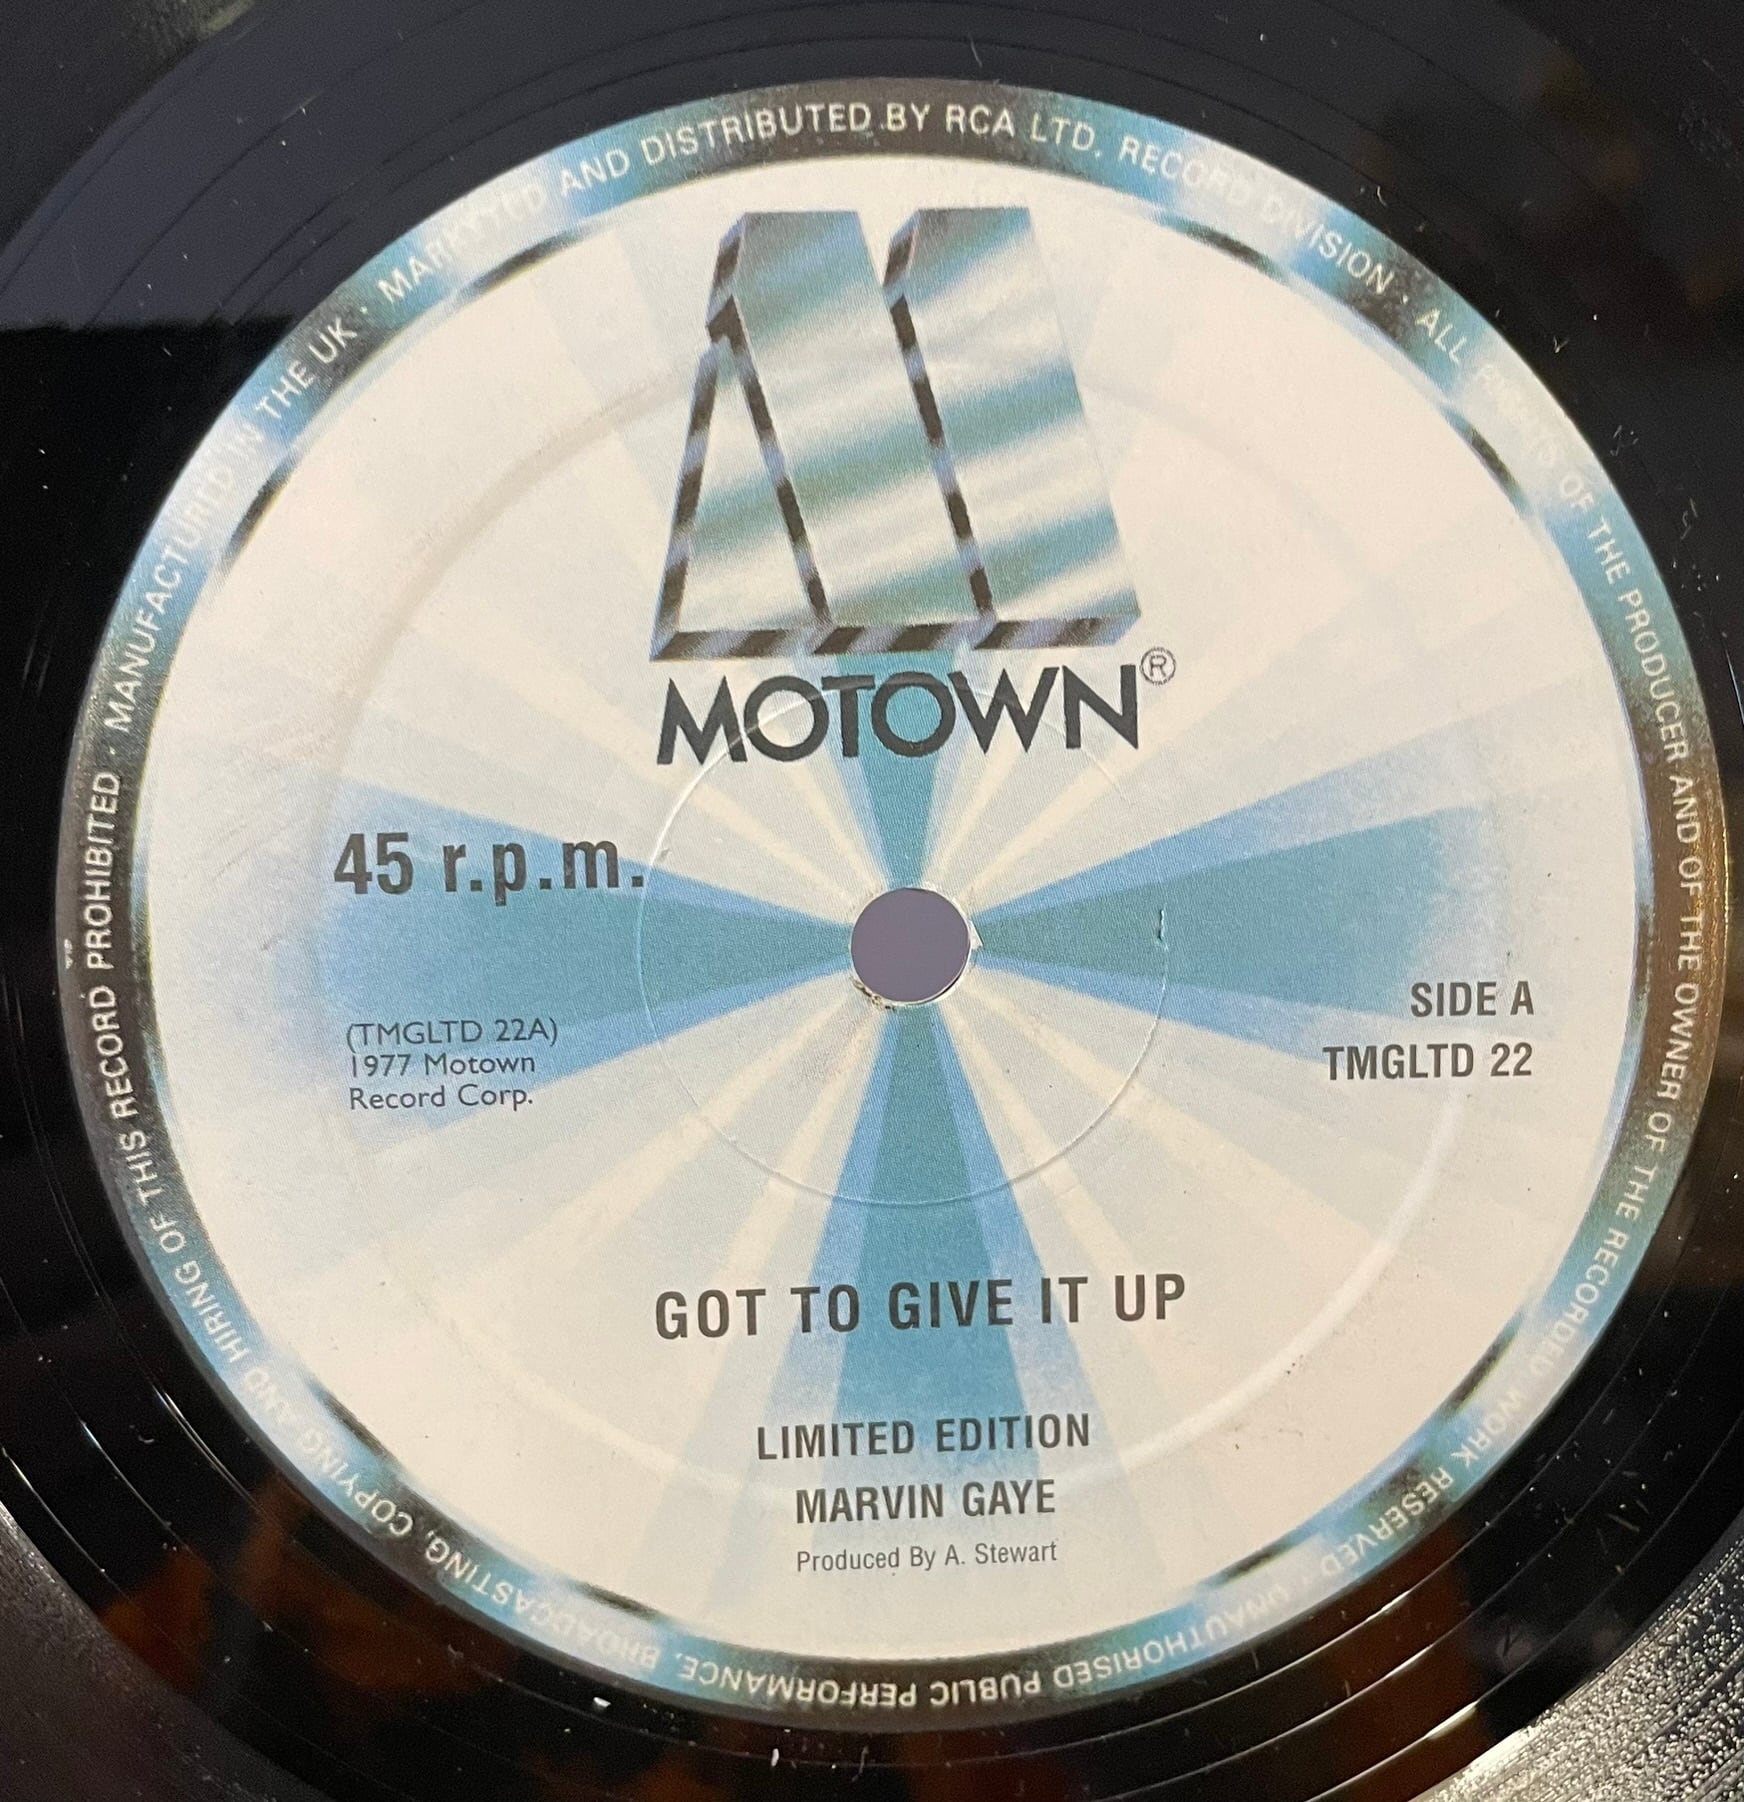 MANUFACTURED IN THE UK · MARKETED AND DISTRIBUTED BY RCA LTD. RECORD DIVISION · ALL RIGHTS OF THE PRODUCER AND OF THE OWNER OF THE RECORDED WORK RESERVED · UNAUTHORISED PUBLIC PERFORMANCE, BROADCASTING, COPYING AND HIRING OF THIS RECORD PROHIBITED ·
MOTOWN®
45 r.p.m.
SIDE A
TMGLTD 22
(TMGLTD 22A)
1977 Motown
Record Corp.
GOT TO GIVE IT UP
LIMITED EDITION
MARVIN GAYE
Produced By A. Stewart